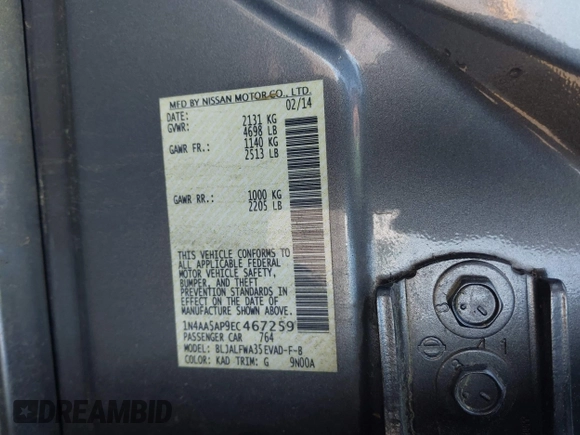 MFD BY NISSAN MOTOR CO., LTD.
DATE: 02/14
GVWR: 2131 KG
4698 LB
GAWR FR.: 1140 KG
2513 LB
GAWR RR.: 1000 KG
2205 LB
THIS VEHICLE CONFORMS TO
ALL APPLICABLE FEDERAL
MOTOR VEHICLE SAFETY,
BUMPER, AND THEFT
PREVENTION STANDARDS IN
EFFECT ON THE DATE OF
MANUFACTURE SHOWN ABOVE.
1N4AA5AP9EC467259
PASSENGER CAR 764
MODEL: BLJALFWA35EVAD-F-B
COLOR: KAD TRIM: G 9N00A
41
DREAMBID